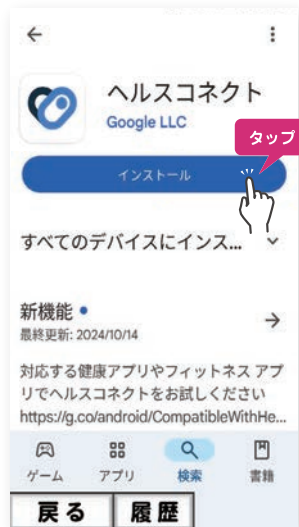 ヘルスコネクト
Google LLC
タップ
インストール
すべてのデバイスにインス...
新機能
最終更新: 2024/10/14
対応する健康アプリやフィットネス アプ
リでヘルスコネクトをお試しください
https://g.co/android/CompatibleWithHe...
ゲーム アプリ 検索 書籍
戻る 履歴